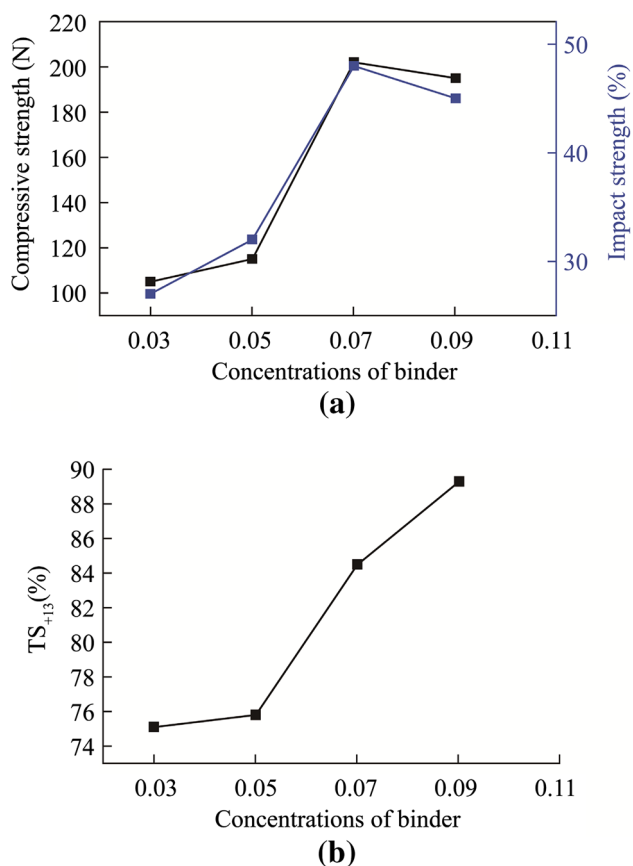 220
200
180
160
140
120
100
Compressive strength (N)
50
40
30
Impact strength (%)
0.03 0.05 0.07 0.09 0.11
Concentrations of binder
(a)
90
88
86
84
82
80
78
76
74
TS+13(%)
0.03 0.05 0.07 0.09 0.11
Concentrations of binder
(b)